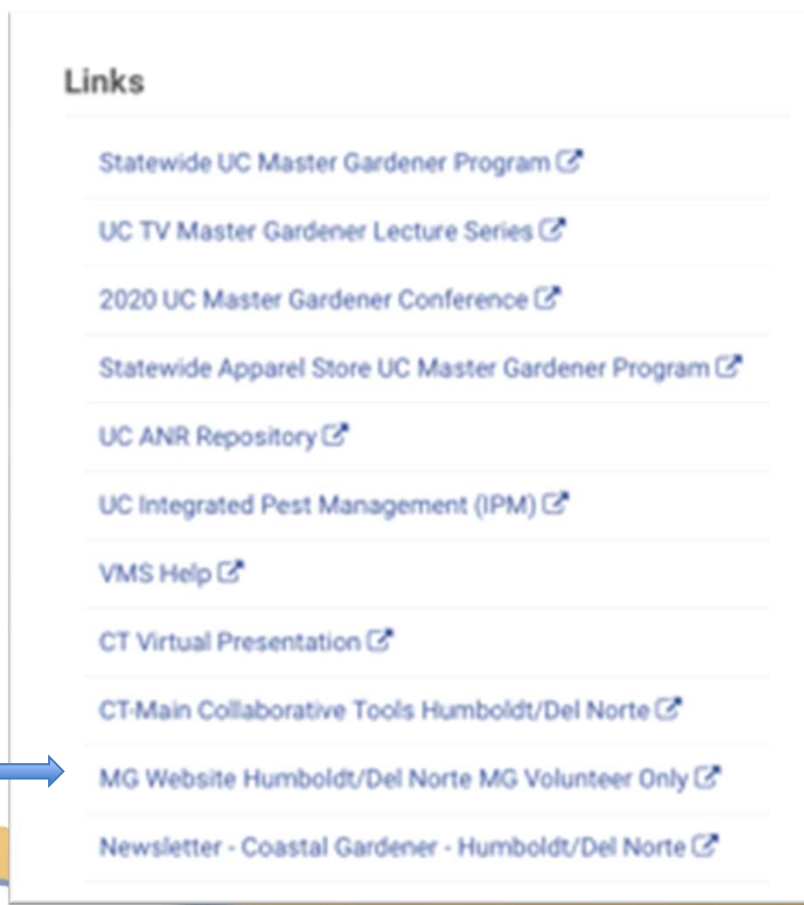 Links
Statewide UC Master Gardener Program
UC TV Master Gardener Lecture Series
2020 UC Master Gardener Conference
Statewide Apparel Store UC Master Gardener Program
UC ANR Repository
UC Integrated Pest Management (IPM)
VMS Help
CT Virtual Presentation
CT-Main Collaborative Tools Humboldt/Del Norte
MG Website Humboldt/Del Norte MG Volunteer Only
Newsletter - Coastal Gardener - Humboldt/Del Norte